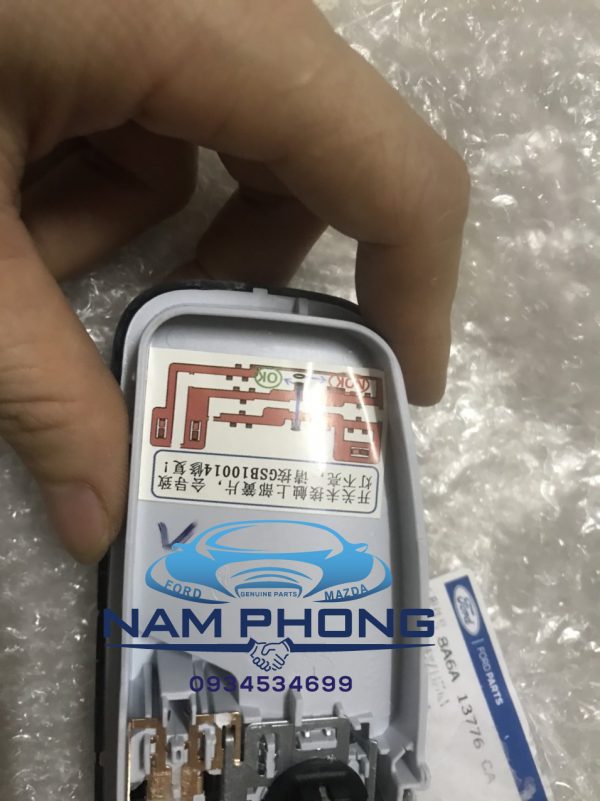 NOK
OK
开关未接触上部簧片，会导致
灯不亮，请按GSB10014修复！
FORD
GENUINE PARTS
MAZDA
NAM PHONG
0934534699
Ford
FORD PARTS
8A6A 13776 CA